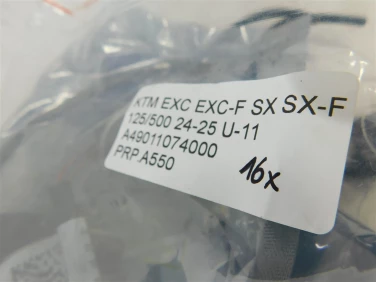 KTM EXC EXC-F SX SX-F
125/500 24-25 U-11
A49011074000
PRP.A550
16x